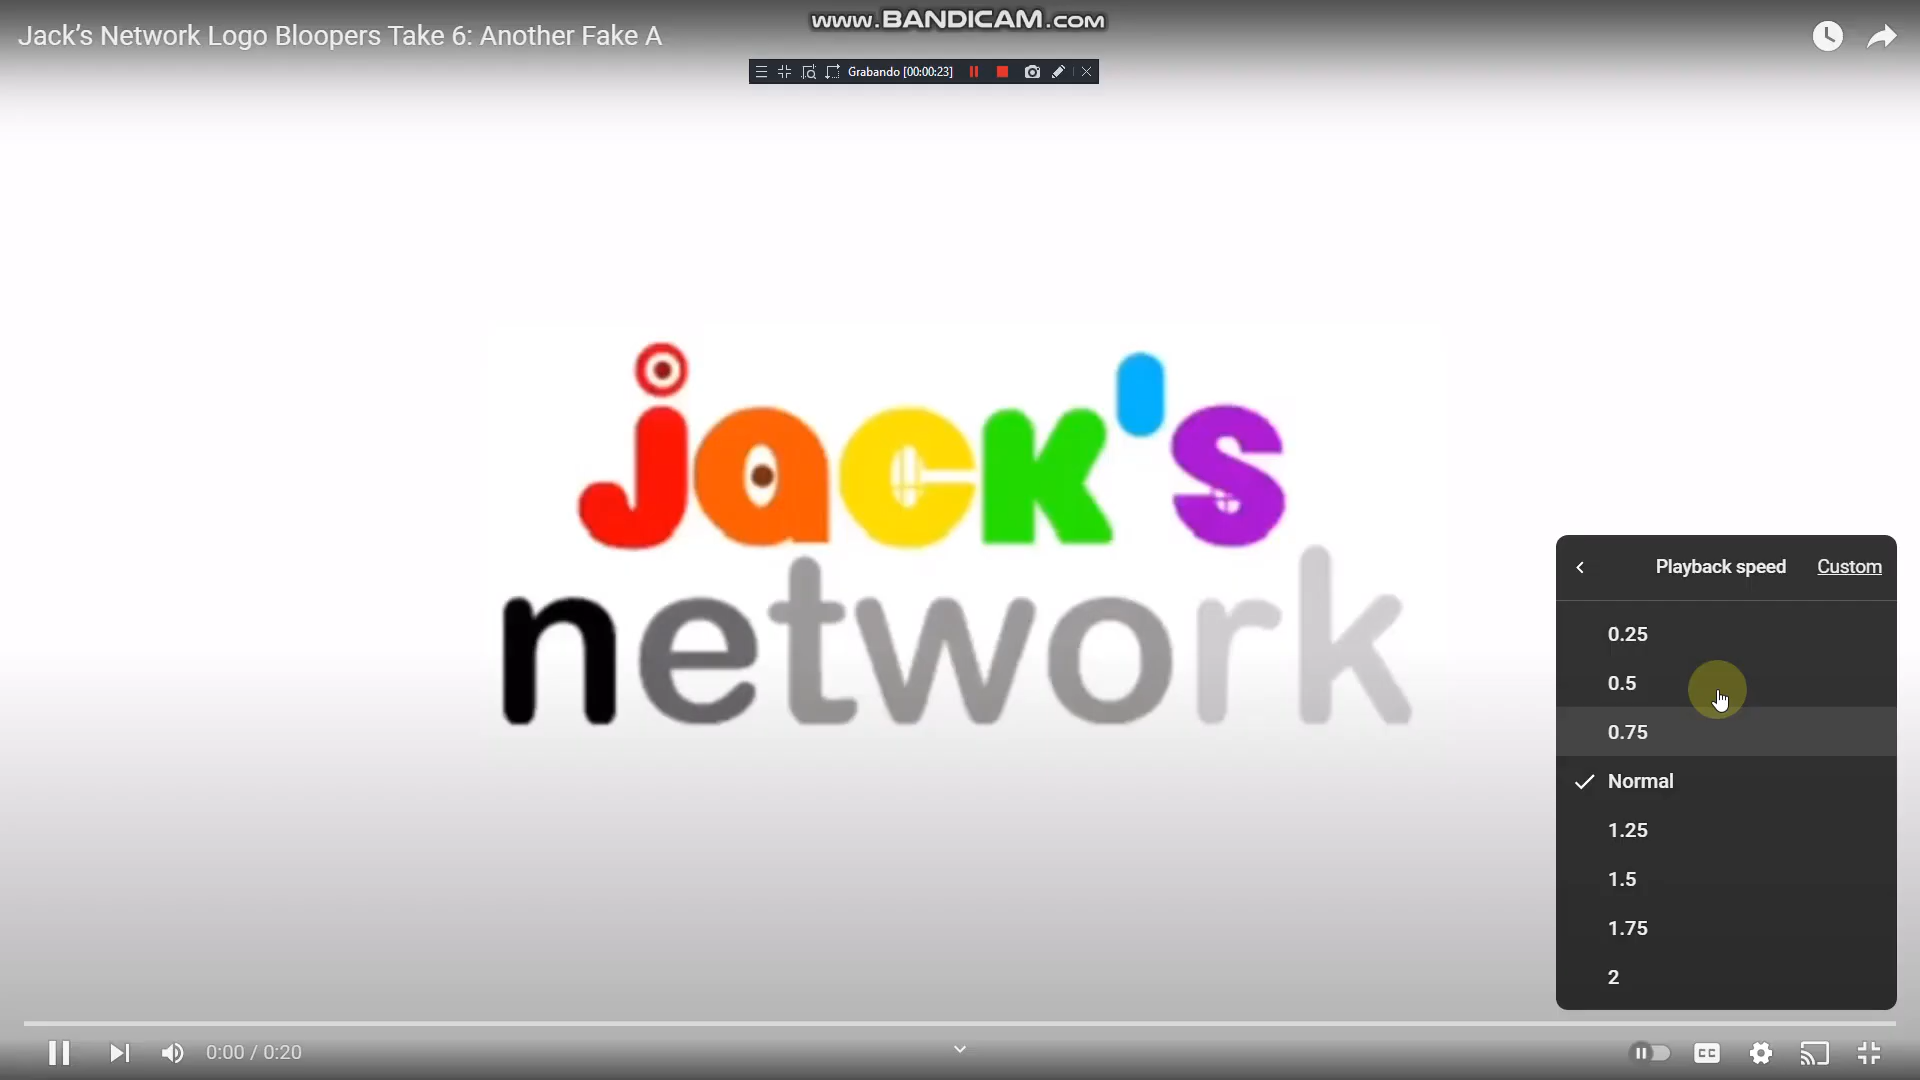 www.BANDICAM.com
Jack’s Network Logo Bloopers Take 6: Another Fake A
Grabando [00:00:23]
jack's
network
Playback speed Custom
0.25
0.5
0.75
Normal
1.25
1.5
1.75
2
0:00 / 0:20
CC